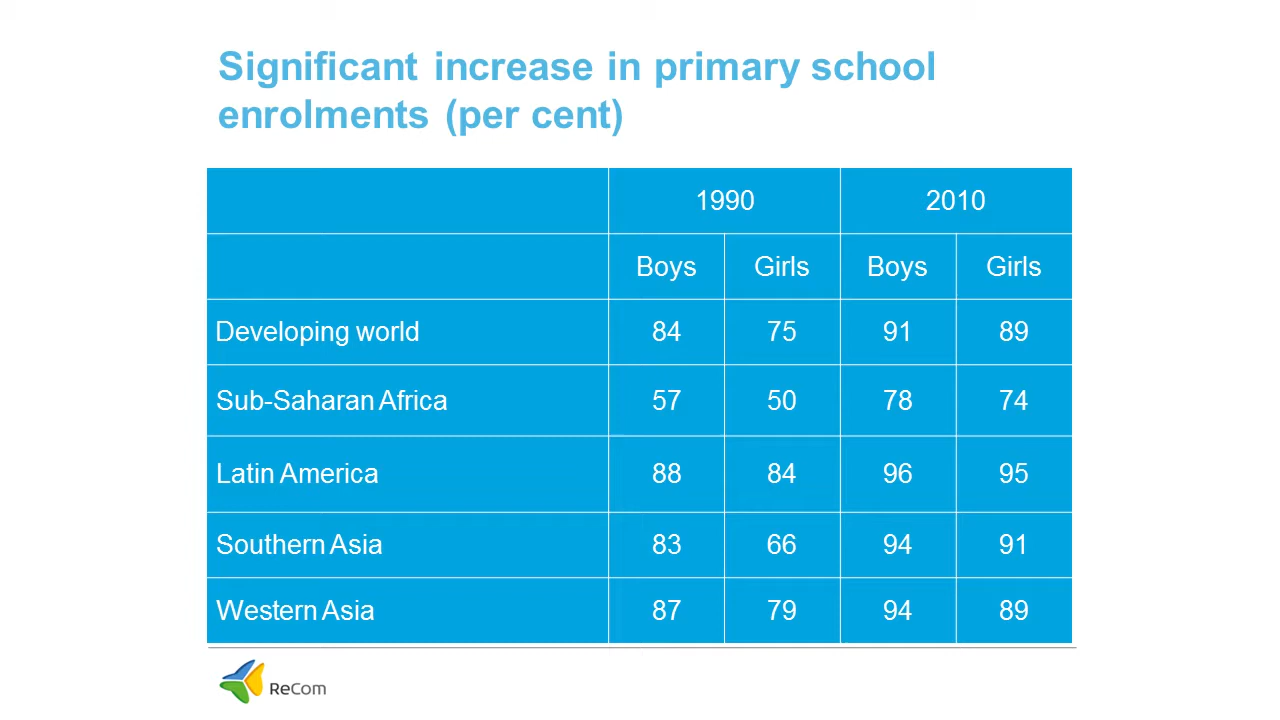 Significant increase in primary school
enrolments (per cent)
1990 2010
Boys Girls Boys Girls
Developing world 84 75 91 89
Sub-Saharan Africa 57 50 78 74
Latin America 88 84 96 95
Southern Asia 83 66 94 91
Western Asia 87 79 94 89
ReCom